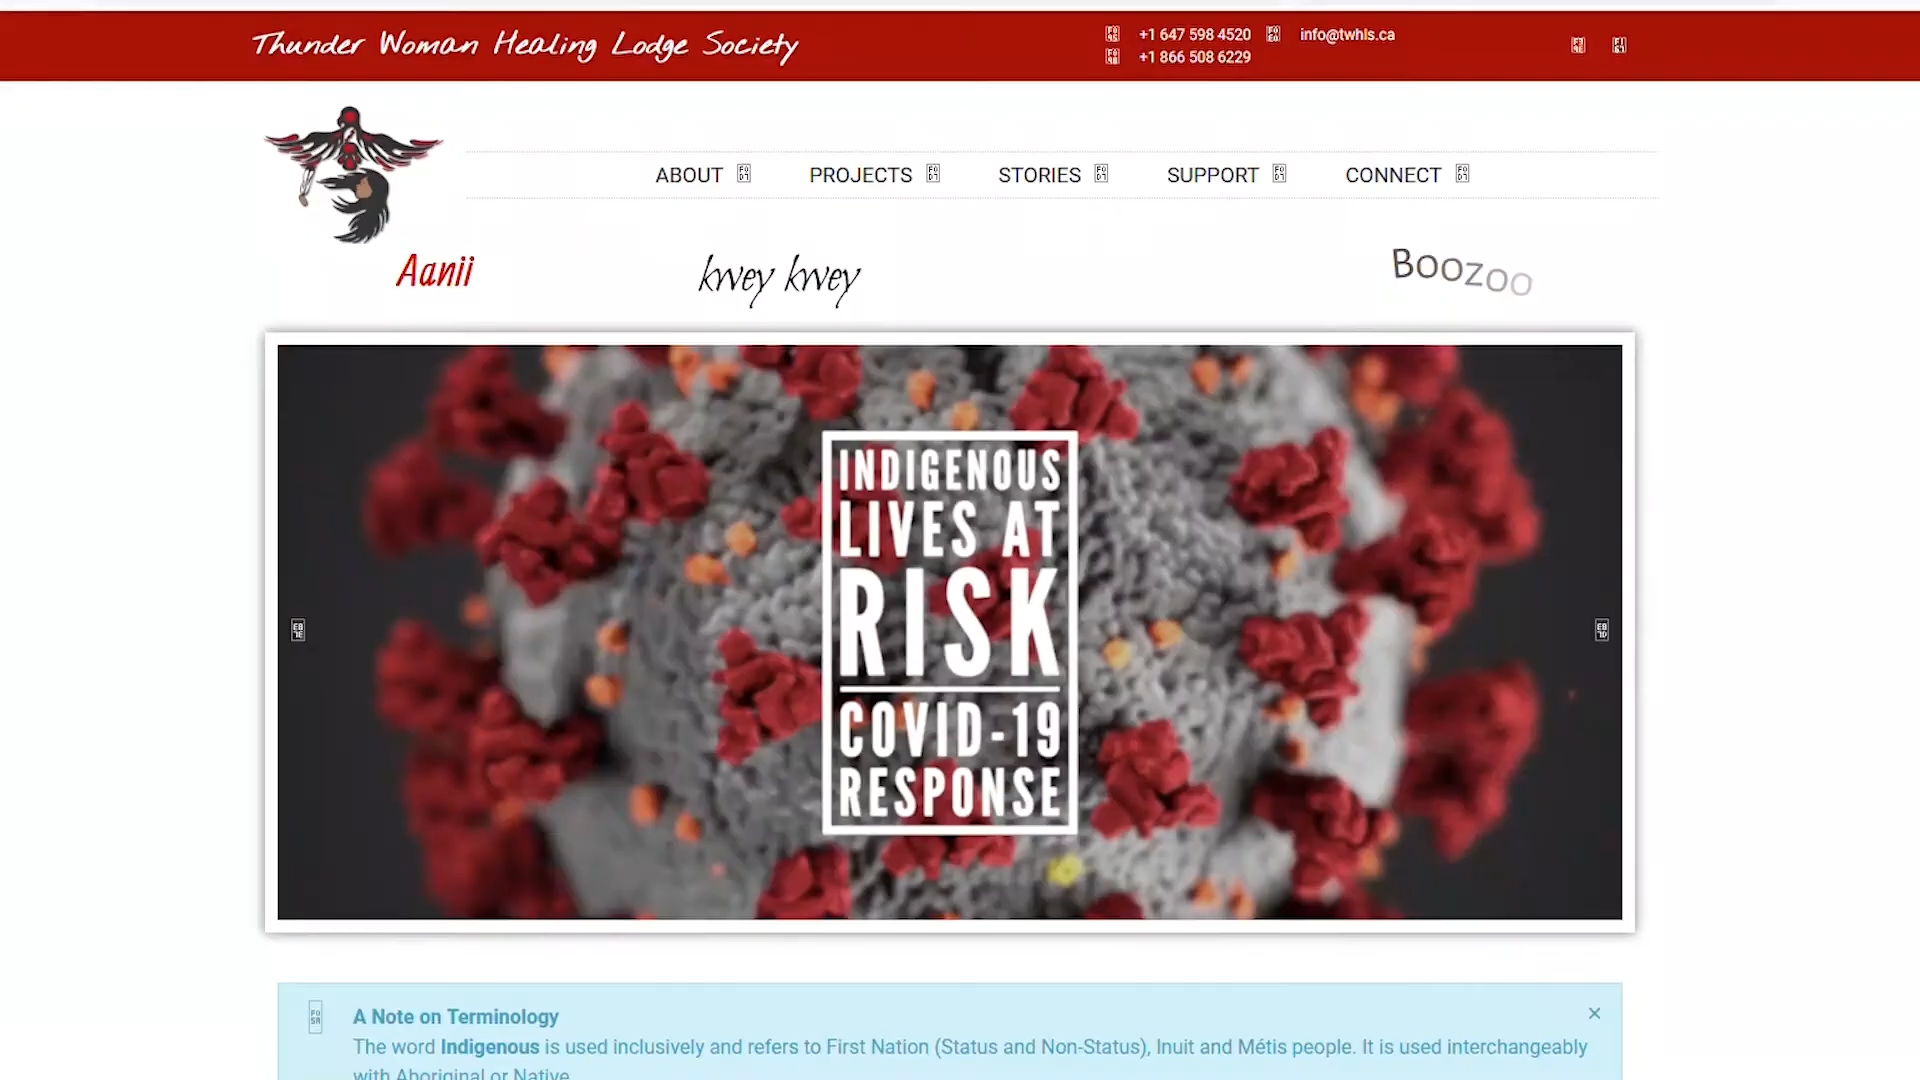 Thunder Woman Healing Lodge Society
+1 647 598 4520
info@twhls.ca
+1 866 508 6229
ABOUT
PROJECTS
STORIES
SUPPORT
CONNECT
Aanii
kwey kwey
Boozoo
INDIGENOUS
LIVES AT
RISK
COVID-19
RESPONSE
A Note on Terminology
The word Indigenous is used inclusively and refers to First Nation (Status and Non-Status), Inuit and Métis people. It is used interchangeably
with Aboriginal or Native